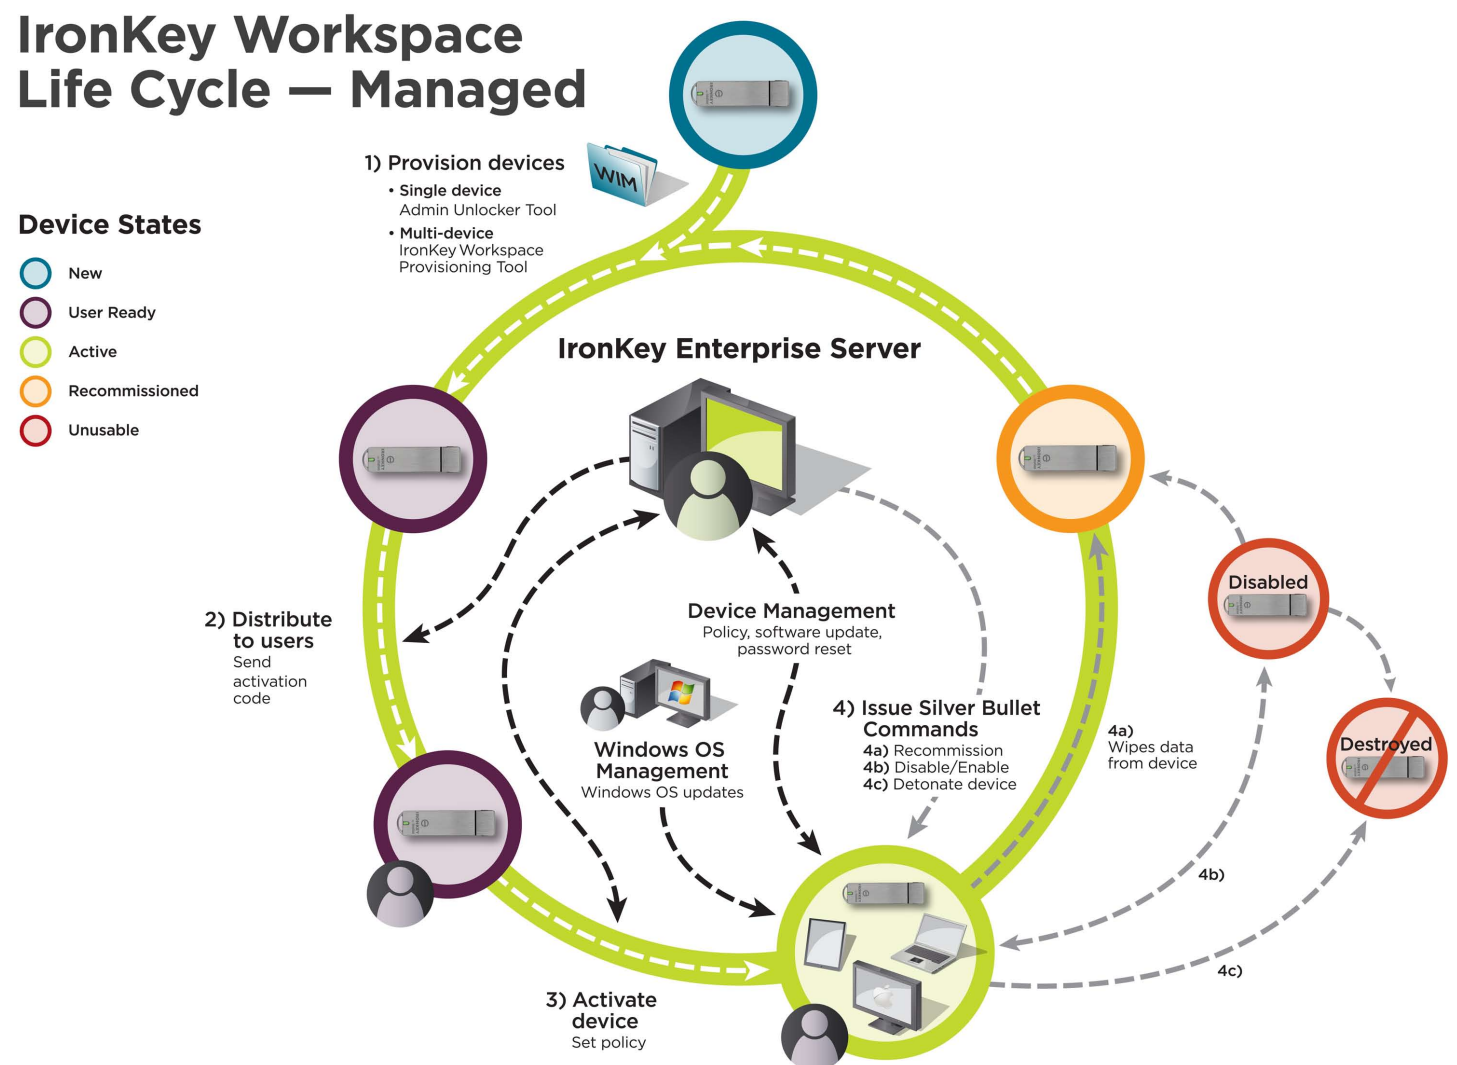 IronKey Workspace
Life Cycle — Managed
1) Provision devices
• Single device
Admin Unlocker Tool
• Multi-device
IronKey Workspace
Provisioning Tool
WIM
Device States
New
User Ready
Active
Recommissioned
Unusable
IronKey Enterprise Server
2) Distribute
to users
Send
activation
code
Device Management
Policy, software update,
password reset
Windows OS
Management
Windows OS updates
4) Issue Silver Bullet
Commands
4a) Recommission
4b) Disable/Enable
4c) Detonate device
4a)
Wipes data
from device
Disabled
Destroyed
4b)
4c)
3) Activate
device
Set policy